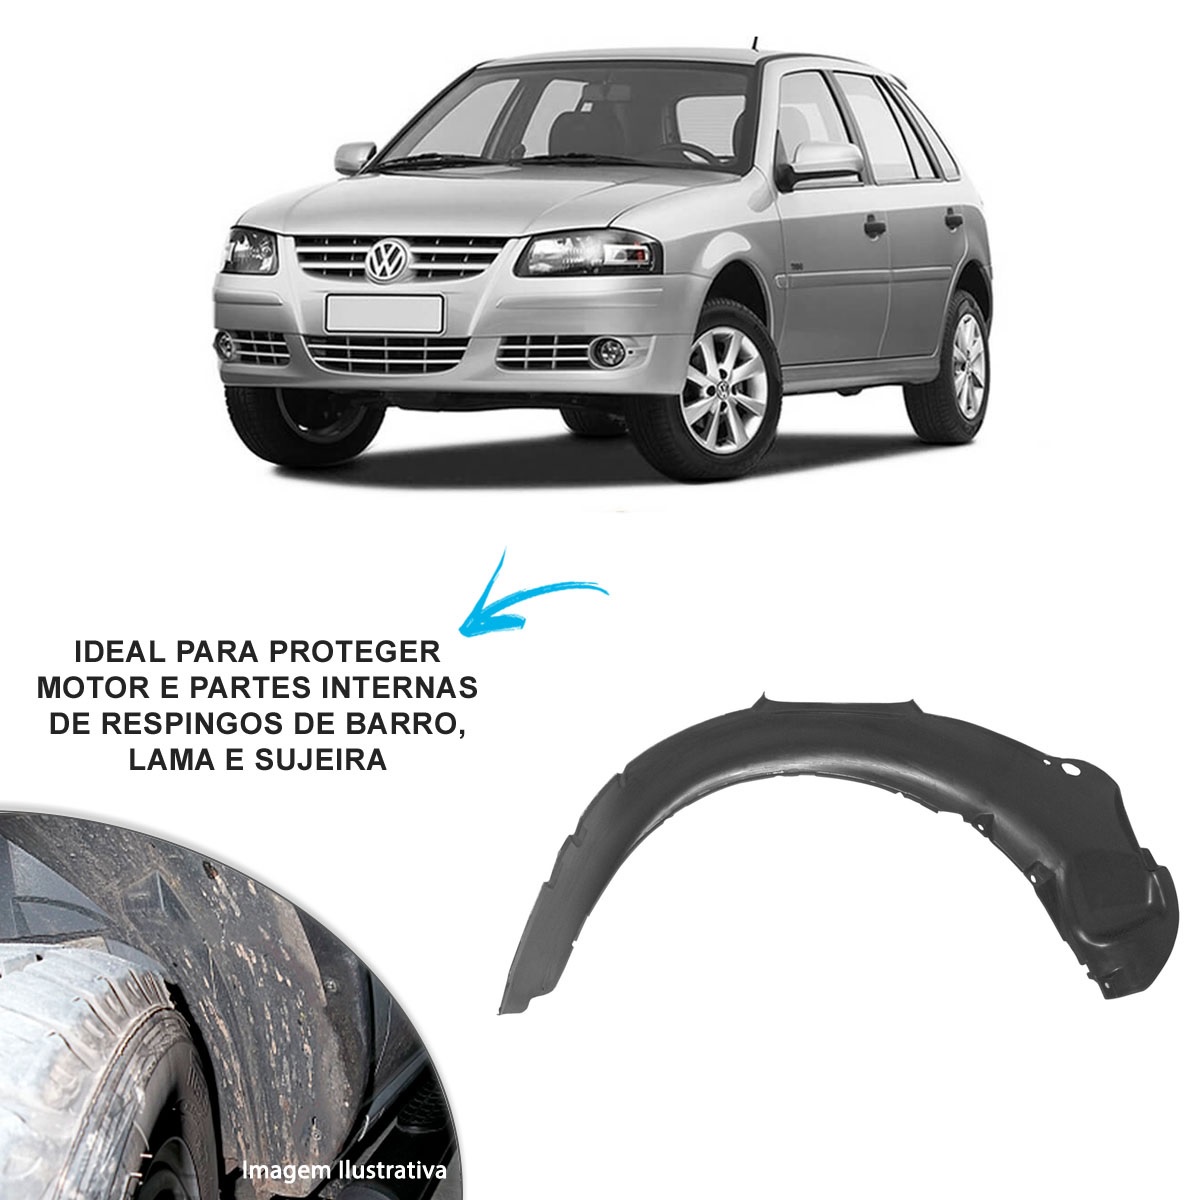 IDEAL PARA PROTEGER
MOTOR E PARTES INTERNAS
DE RESPINGOS DE BARRO,
LAMA E SUJEIRA
Imagem Ilustrativa